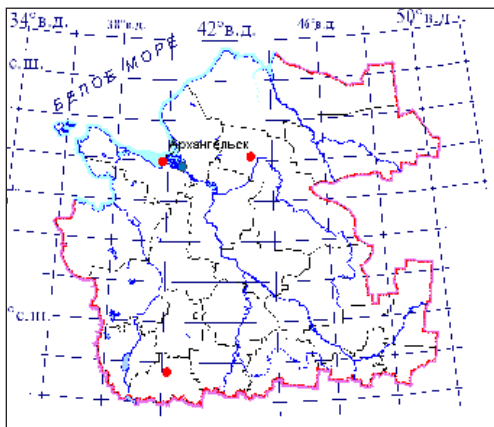 34°в.д.
38°в.д.
42°в.д.
46°в.д.
50°в.д.
с.ш.
БЕЛОЕ МОРЕ
Архангельск
°с.ш.